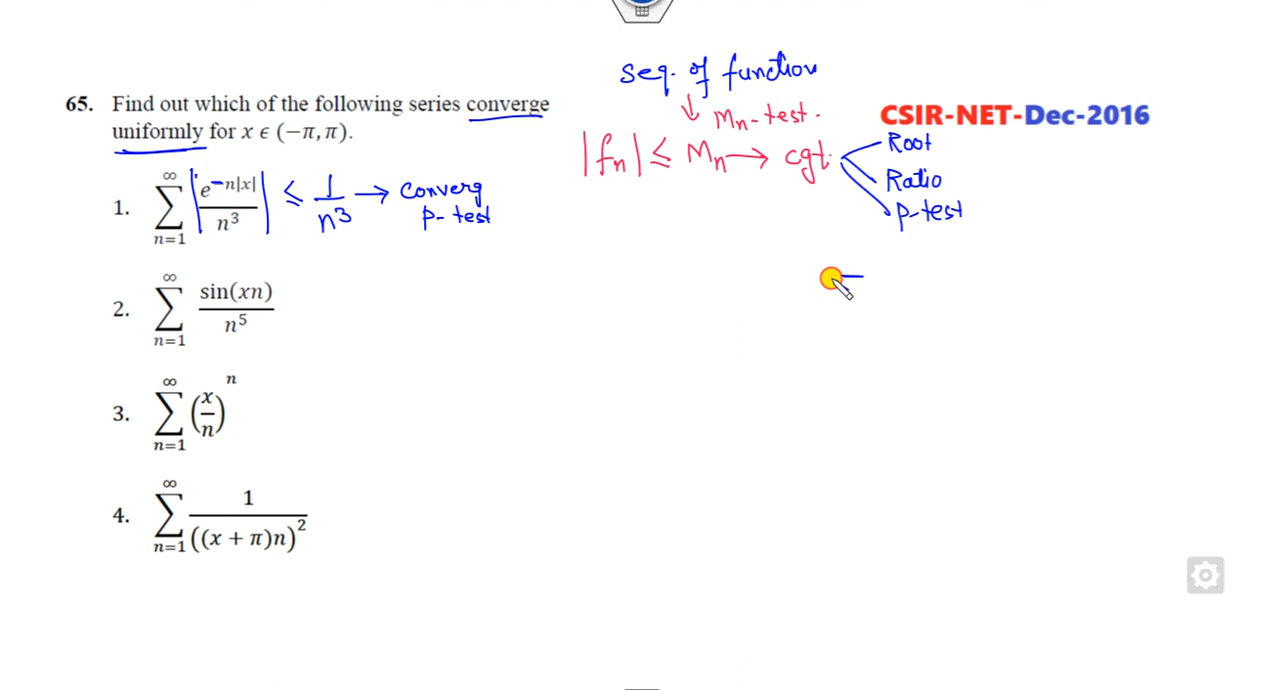 seq. of function
↓ Mn-test.
65. Find out which of the following series converge
uniformly for x ϵ (−π, π).
CSIR-NET-Dec-2016
|fn| ≤ Mn → cgt.
Root
Ratio
P-test
1. ∑_{n=1}^{∞} |e^{−n|x|}/n^3| ≤ 1/n^3 → Converg
P-test
2. ∑_{n=1}^{∞} sin(xn)/n^5
3. ∑_{n=1}^{∞} (x/n)^n
4. ∑_{n=1}^{∞} 1/((x + π)n)^2